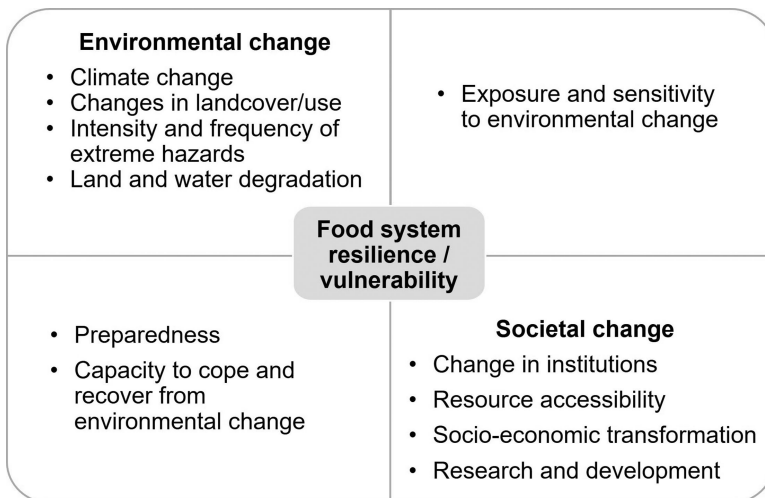 Environmental change
• Climate change
• Changes in landcover/use
• Intensity and frequency of
extreme hazards
• Land and water degradation
• Exposure and sensitivity
to environmental change
Food system
resilience /
vulnerability
• Preparedness
• Capacity to cope and
recover from
environmental change
Societal change
• Change in institutions
• Resource accessibility
• Socio-economic transformation
• Research and development